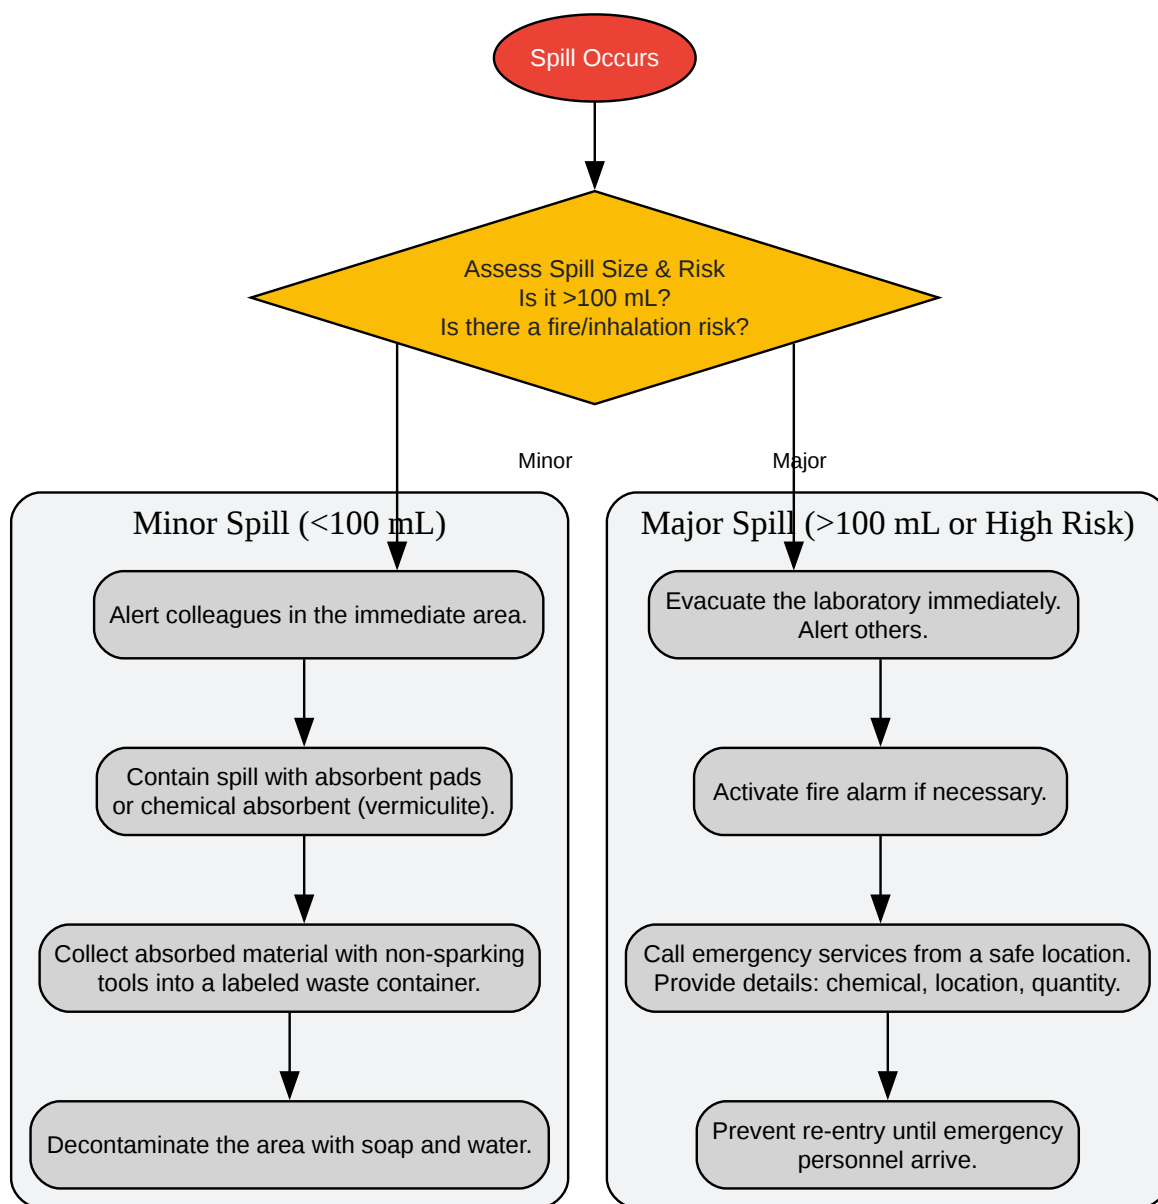 Spill Occurs
Assess Spill Size & Risk
Is it >100 mL?
Is there a fire/inhalation risk?
Minor
Major
Minor Spill (<100 mL)
Alert colleagues in the immediate area.
Contain spill with absorbent pads
or chemical absorbent (vermiculite).
Collect absorbed material with non-sparking
tools into a labeled waste container.
Decontaminate the area with soap and water.
Major Spill (>100 mL or High Risk)
Evacuate the laboratory immediately.
Alert others.
Activate fire alarm if necessary.
Call emergency services from a safe location.
Provide details: chemical, location, quantity.
Prevent re-entry until emergency
personnel arrive.